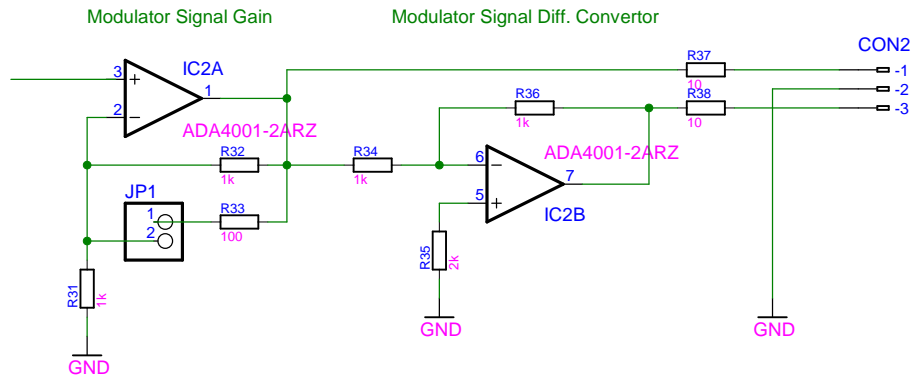 Modulator Signal Gain
Modulator Signal Diff. Convertor
CON2
R37
10
-1
-2
-3
IC2A
3
1
2
ADA4001-2ARZ
R36
1k
R38
10
R32
1k
R34
1k
6
ADA4001-2ARZ
7
5
IC2B
JP1
1
2
R33
100
R35
2k
R31
1k
GND
GND
GND